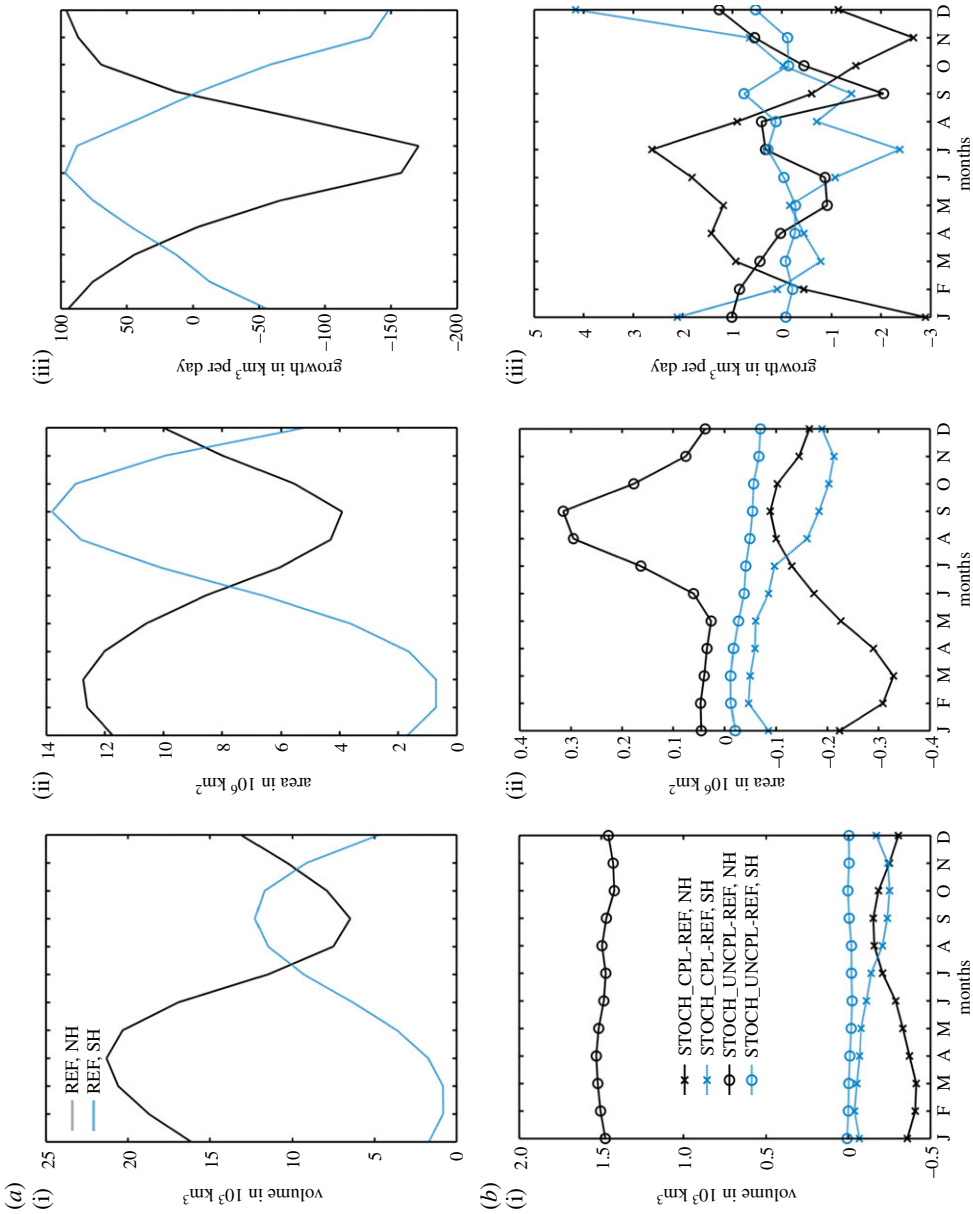 (a)
(i)
25
20
15
10
5
0
volume in 10³ km³
REF, NH
REF, SH
(ii)
14
12
10
8
6
4
2
0
area in 10⁶ km²
(iii)
100
50
0
−50
−100
−150
−200
growth in km³ per day
(b)
(i)
2.0
1.5
1.0
0.5
0
−0.5
volume in 10³ km³
STOCH_CPL-REF, NH
STOCH_CPL-REF, SH
STOCH_UNCPL-REF, NH
STOCH_UNCPL-REF, SH
J F M A M J J A S O N D
months
(ii)
0.4
0.3
0.2
0.1
0
−0.1
−0.2
−0.3
−0.4
area in 10⁶ km²
J F M A M J J A S O N D
months
(iii)
5
4
3
2
1
0
−1
−2
−3
growth in km³ per day
J F M A M J J A S O N D
months